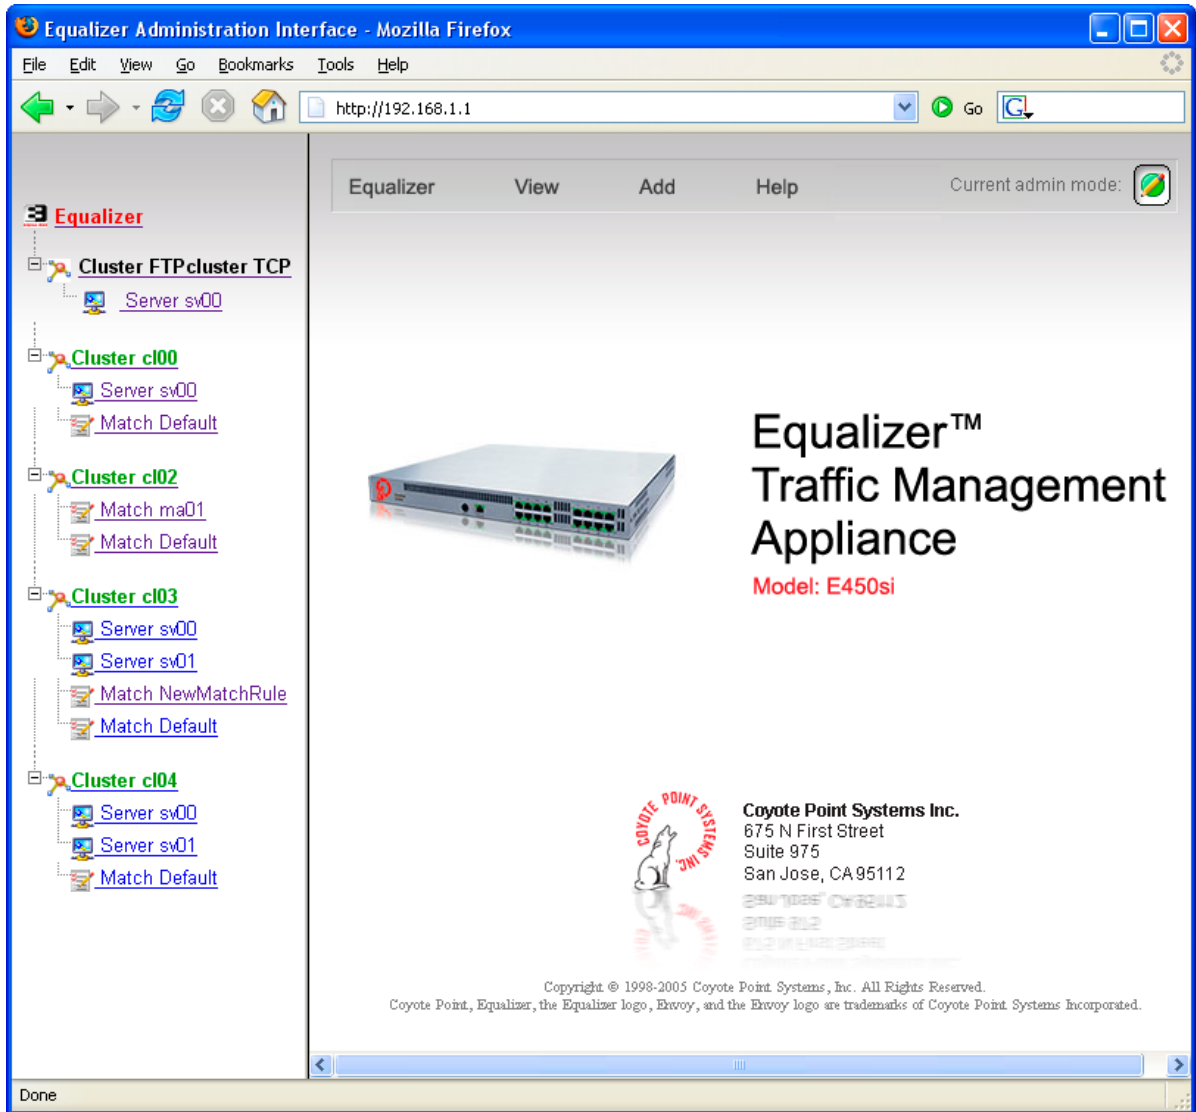 Equalizer Administration Interface - Mozilla Firefox
File Edit View Go Bookmarks Tools Help
http://192.168.1.1 Go G
Equalizer View Add Help Current admin mode:
Equalizer
Cluster FTPcluster TCP
Server sv00
Cluster cl00
Server sv00
Match Default
Cluster cl02
Match ma01
Match Default
Cluster cl03
Server sv00
Server sv01
Match NewMatchRule
Match Default
Cluster cl04
Server sv00
Server sv01
Match Default
Equalizer™
Traffic Management
Appliance
Model: E450si
COYOTE POINT SYSTEMS INC.
Coyote Point Systems Inc.
675 N First Street
Suite 975
San Jose, CA 95112
Copyright © 1998-2005 Coyote Point Systems, Inc. All Rights Reserved.
Coyote Point, Equalizer, the Equalizer logo, Envoy, and the Envoy logo are trademarks of Coyote Point Systems Incorporated.
Done